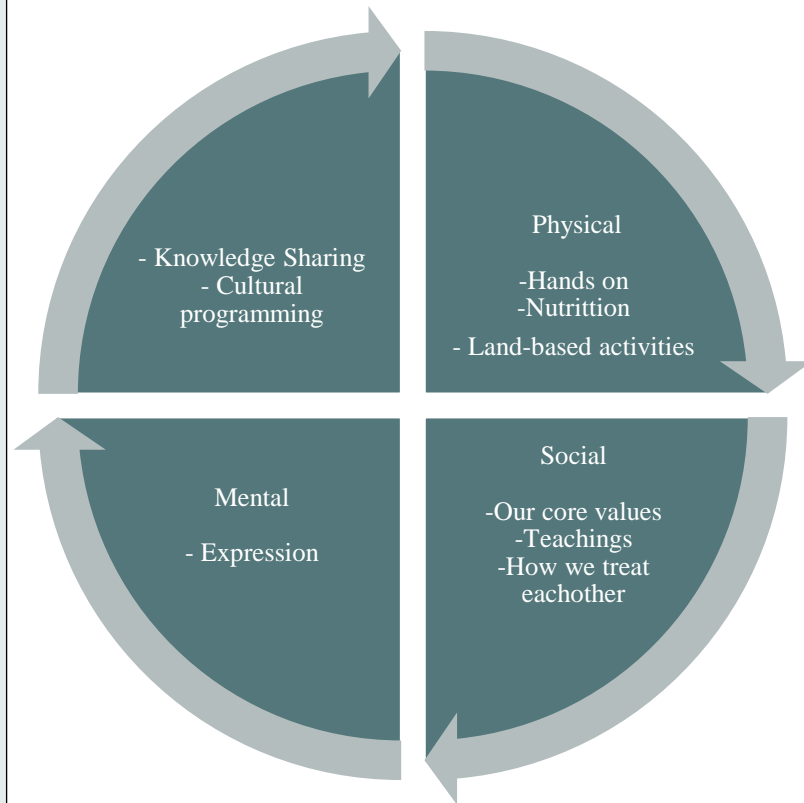 - Knowledge Sharing
- Cultural
programming
Physical
-Hands on
-Nutrittion
- Land-based activities
Mental
- Expression
Social
-Our core values
-Teachings
-How we treat
eachother